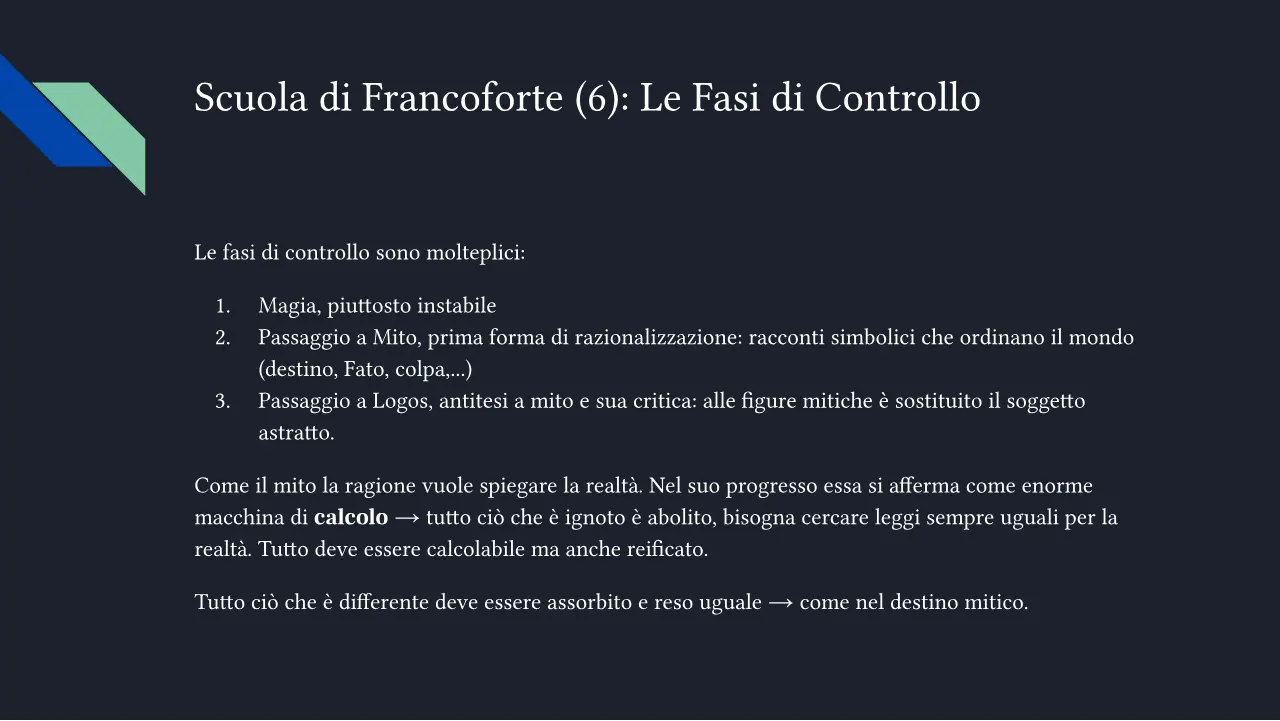 Scuola di Francoforte (6): Le Fasi di Controllo
Le fasi di controllo sono molteplici:
1. Magia, piuttosto instabile
2. Passaggio a Mito, prima forma di razionalizzazione: racconti simbolici che ordinano il mondo
(destino, Fato, colpa,...)
3. Passaggio a Logos, antitesi a mito e sua critica: alle figure mitiche è sostituito il soggetto
astratto.
Come il mito la ragione vuole spiegare la realtà. Nel suo progresso essa si afferma come enorme
macchina di calcolo → tutto ciò che è ignoto è abolito, bisogna cercare leggi sempre uguali per la
realtà. Tutto deve essere calcolabile ma anche reificato.
Tutto ciò che è differente deve essere assorbito e reso uguale → come nel destino mitico.